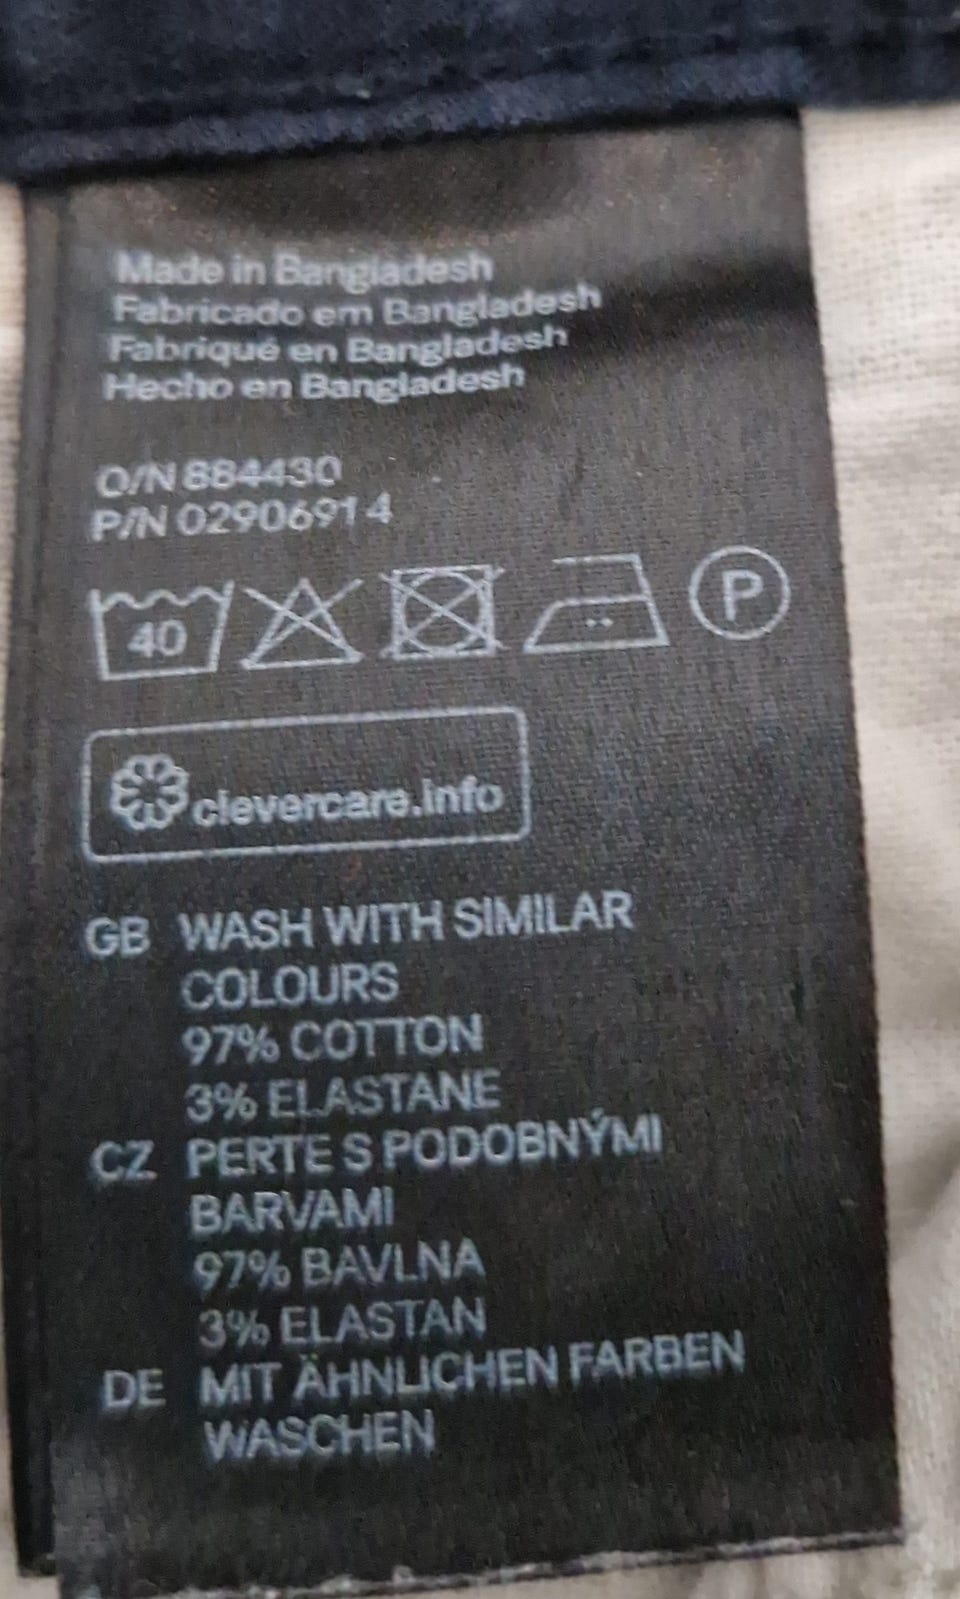 Made in Bangladesh
Fabricado em Bangladesh
Fabriqué en Bangladesh
Hecho en Bangladesh
O/N 884430
P/N 02906914
40 P
clevercare.info
GB WASH WITH SIMILAR
COLOURS
97% COTTON
3% ELASTANE
CZ PERTE S PODOBNÝMI
BARVAMI
97% BAVLNA
3% ELASTAN
DE MIT ÄHNLICHEN FARBEN
WASCHEN